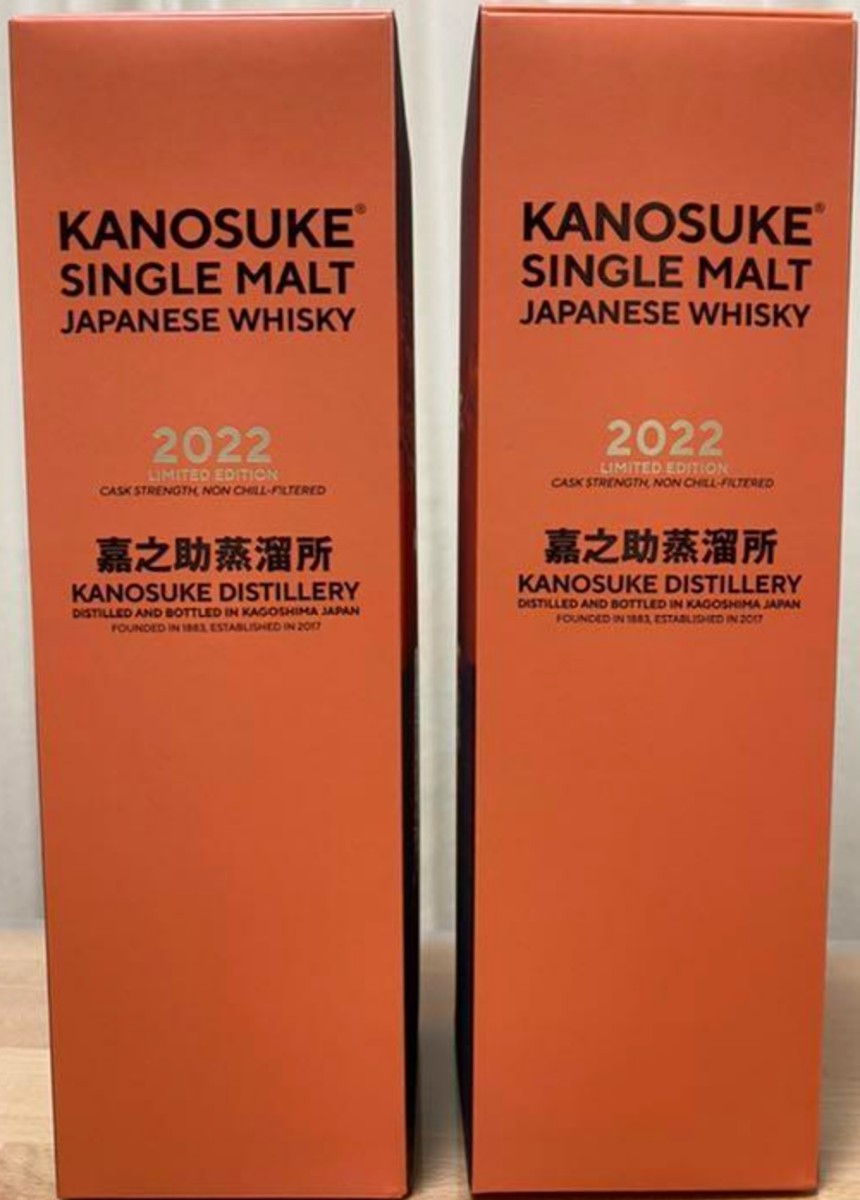 KANOSUKE®
SINGLE MALT
JAPANESE WHISKY
2022
LIMITED EDITION
CASK STRENGTH, NON CHILL-FILTERED
嘉之助蒸溜所
KANOSUKE DISTILLERY
DISTILLED AND BOTTLED IN KAGOSHIMA JAPAN
FOUNDED IN 1883, ESTABLISHED IN 2017
KANOSUKE®
SINGLE MALT
JAPANESE WHISKY
2022
LIMITED EDITION
CASK STRENGTH, NON CHILL-FILTERED
嘉之助蒸溜所
KANOSUKE DISTILLERY
DISTILLED AND BOTTLED IN KAGOSHIMA JAPAN
FOUNDED IN 1883, ESTABLISHED IN 2017